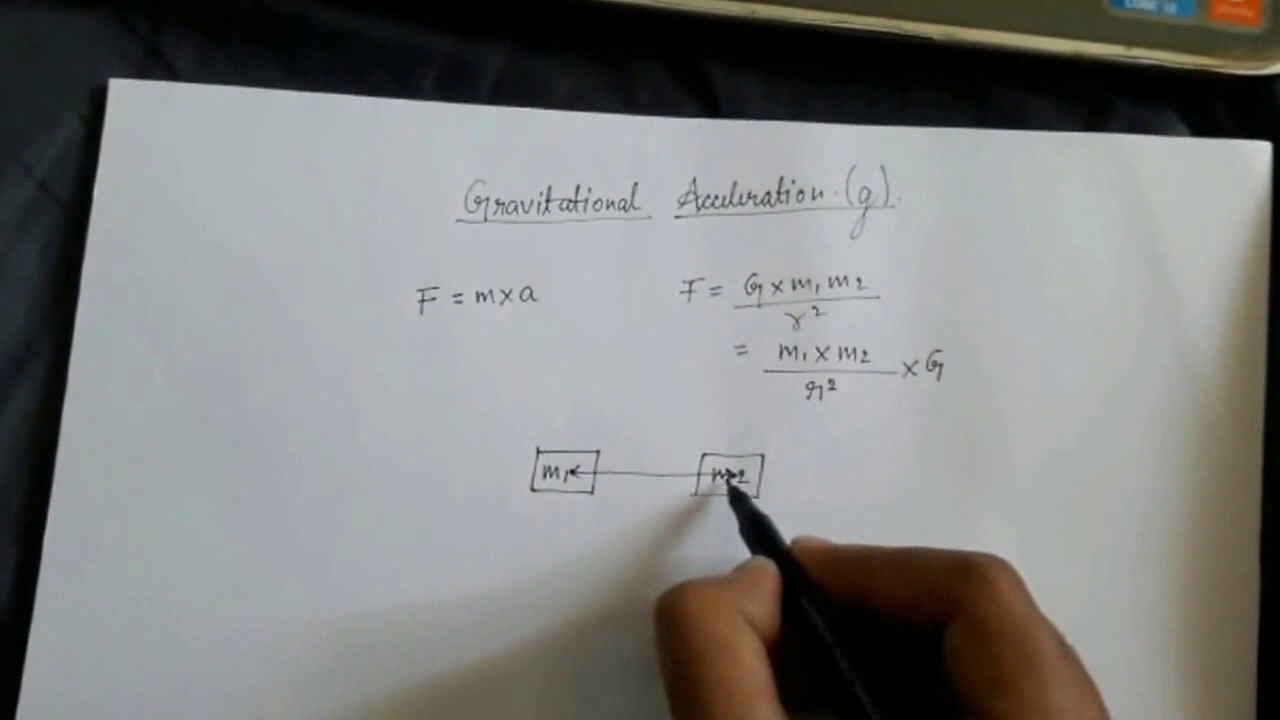 Gravitational Acceleration. (g).
F = m×a
F = G × m₁ m₂ / r²
= m₁ × m₂ / r² × G
m₁ m₂